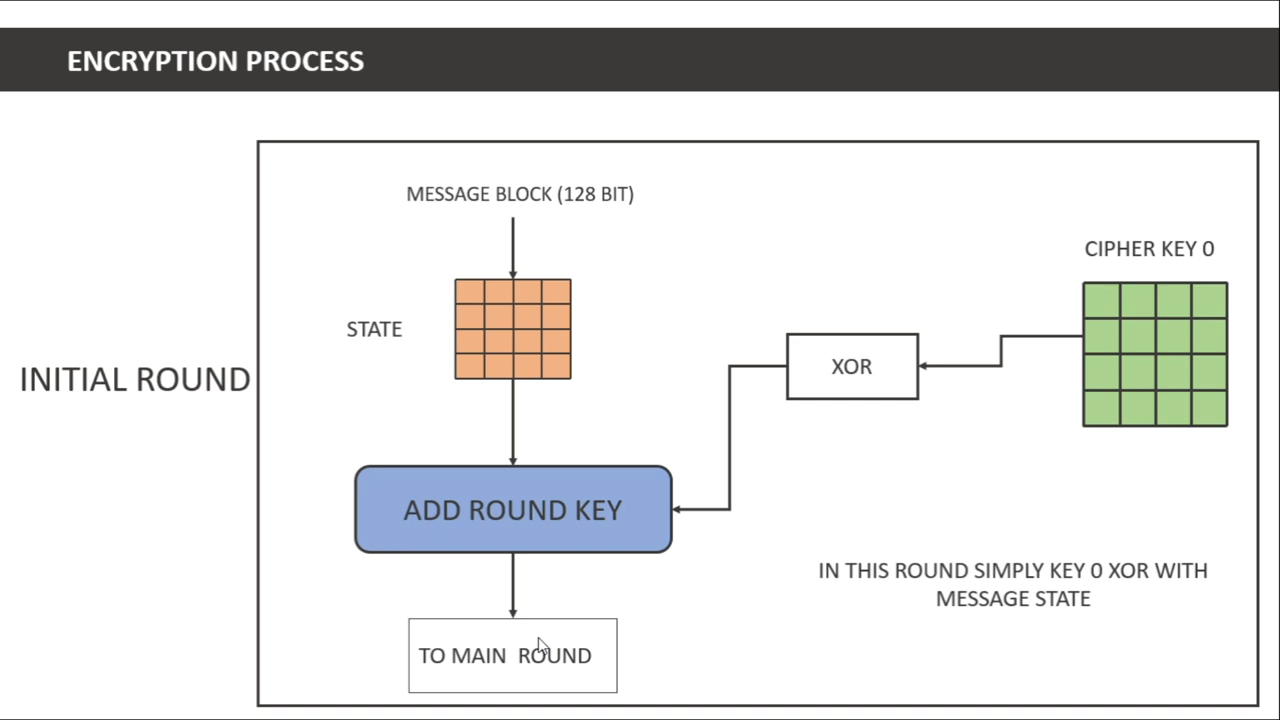 ENCRYPTION PROCESS
MESSAGE BLOCK (128 BIT)
CIPHER KEY 0
STATE
XOR
INITIAL ROUND
ADD ROUND KEY
IN THIS ROUND SIMPLY KEY 0 XOR WITH
MESSAGE STATE
TO MAIN ROUND